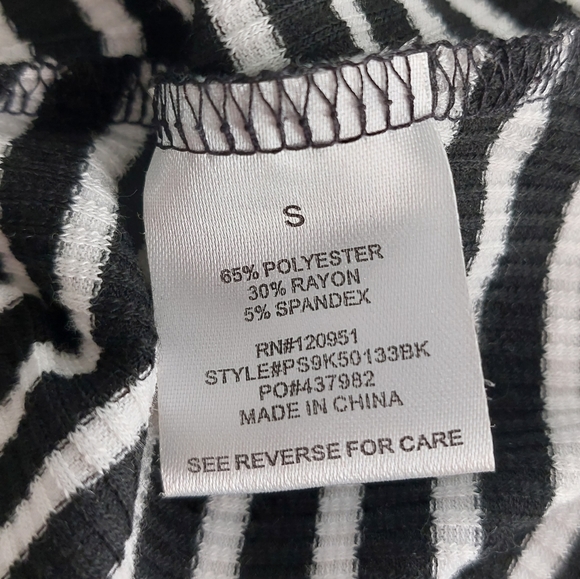 S
65% POLYESTER
30% RAYON
5% SPANDEX
RN#120951
STYLE#PS9K50133BK
PO#437982
MADE IN CHINA
SEE REVERSE FOR CARE